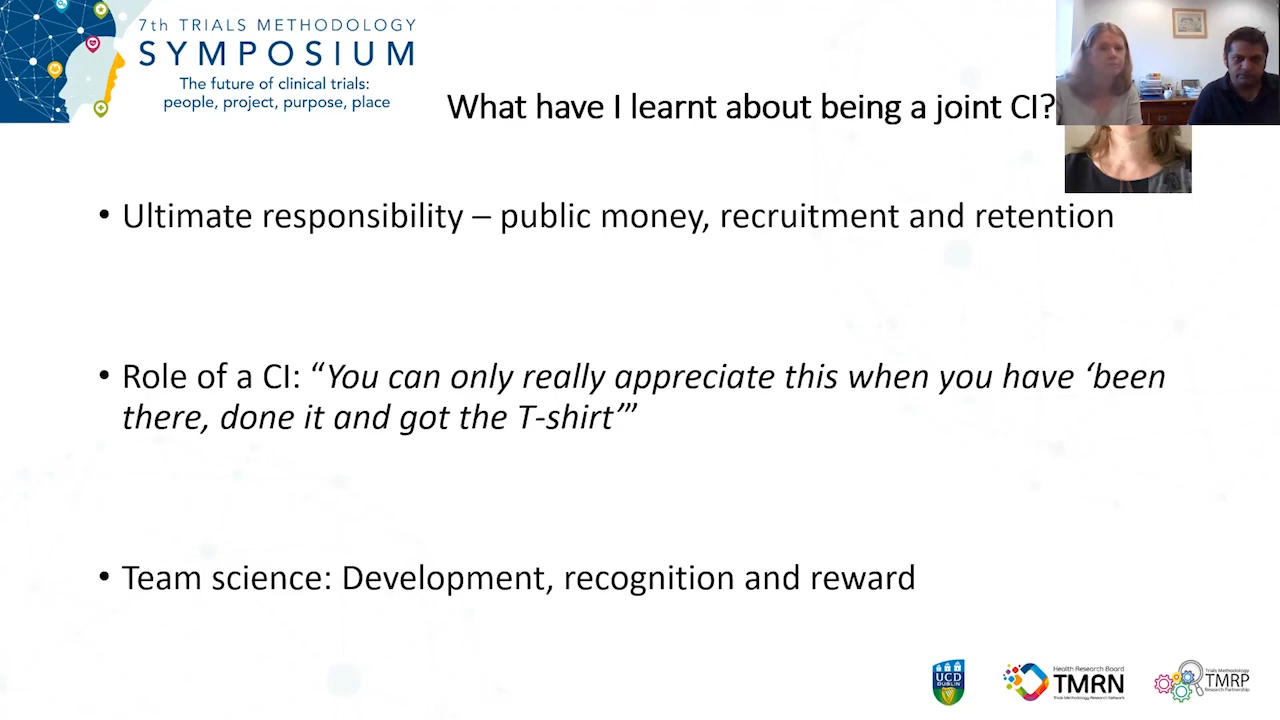 7th TRIALS METHODOLOGY
SYMPOSIUM
The future of clinical trials:
people, project, purpose, place
What have I learnt about being a joint CI?
• Ultimate responsibility – public money, recruitment and retention
• Role of a CI: “You can only really appreciate this when you have ‘been
there, done it and got the T-shirt’”
• Team science: Development, recognition and reward
UCD
DUBLIN
Health Research Board
TMRN
Trials Methodology Research Network
Trials Methodology
TMRP
Research Partnership